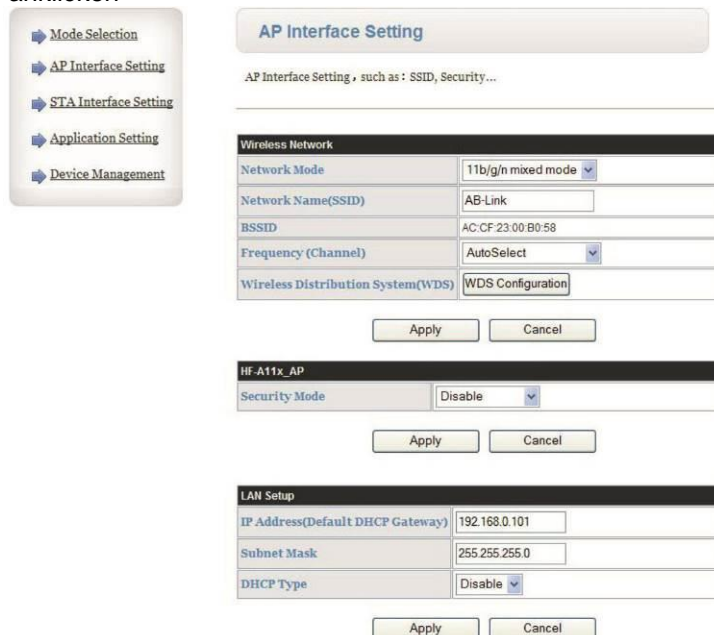 anklicken
Mode Selection
AP Interface Setting
STA Interface Setting
Application Setting
Device Management
AP Interface Setting
AP Interface Setting, such as: SSID, Security...
Wireless Network
Network Mode 11b/g/n mixed mode
Network Name(SSID) AB-Link
BSSID AC:CF:23:00:B0:58
Frequency (Channel) AutoSelect
Wireless Distribution System(WDS) WDS Configuration
Apply Cancel
HF-A11x_AP
Security Mode Disable
Apply Cancel
LAN Setup
IP Address(Default DHCP Gateway) 192.168.0.101
Subnet Mask 255.255.255.0
DHCP Type Disable
Apply Cancel